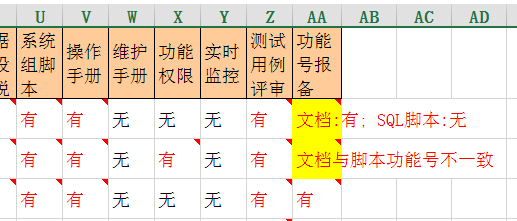 U V W X Y Z AA AB AC AD
系统 操作 维护 功能 实时 测试 功能
组脚 手册 手册 权限 监控 用例 号报
本 评审 备
有 有 无 无 无 有 文档:有; SQL脚本:无
有 有 无 有 无 有 文档与脚本功能号不一致
有 有 无 无 无 有 有